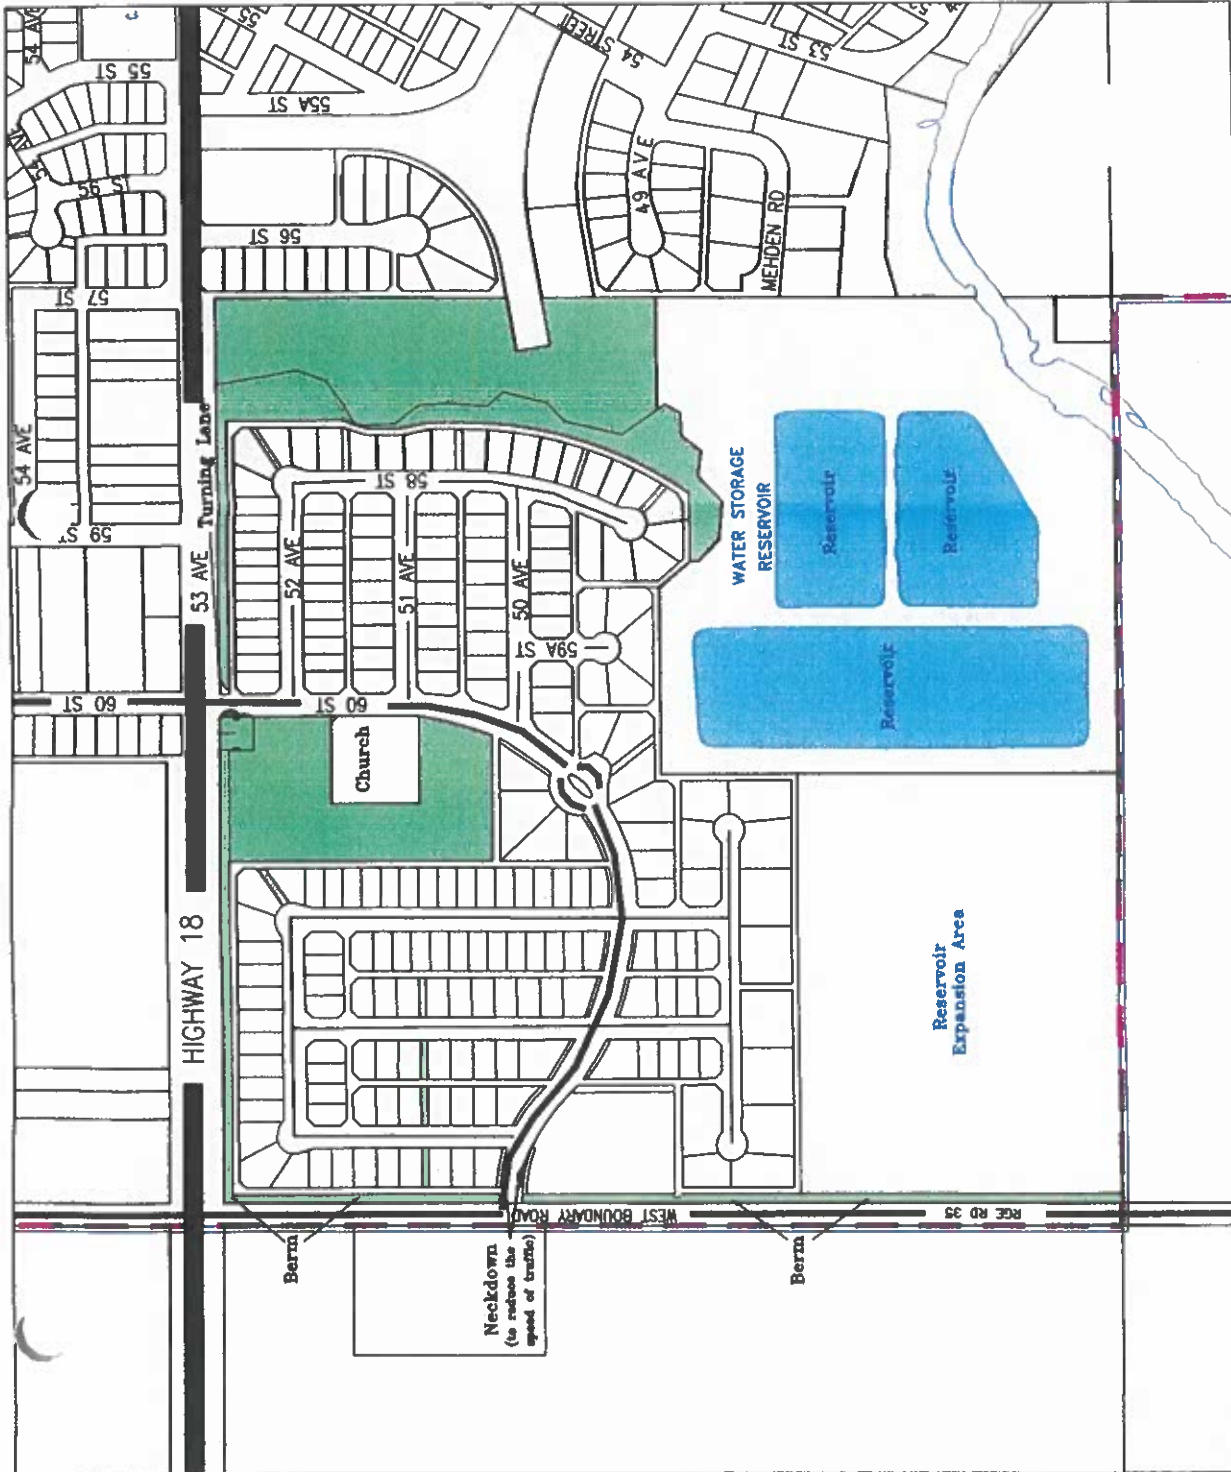 54 AVE
55 ST
55A ST
54 STREET
53 ST
S 56
56 ST
49 AVE
MEHDEN RD
57 ST
54 AVE
59 ST
Turning Lane
53 AVE
58 ST
52 AVE
51 AVE
50 AVE
59A ST
WATER STORAGE
RESERVOIR
Reservoir
Reservoir
Reservoir
60 ST
60 ST
Church
HIGHWAY 18
Reservoir
Expansion Area
WEST BOUNDARY ROAD
RGE RD 35
Berm
Neckdown
(to reduce the
speed of traffic)
Berm